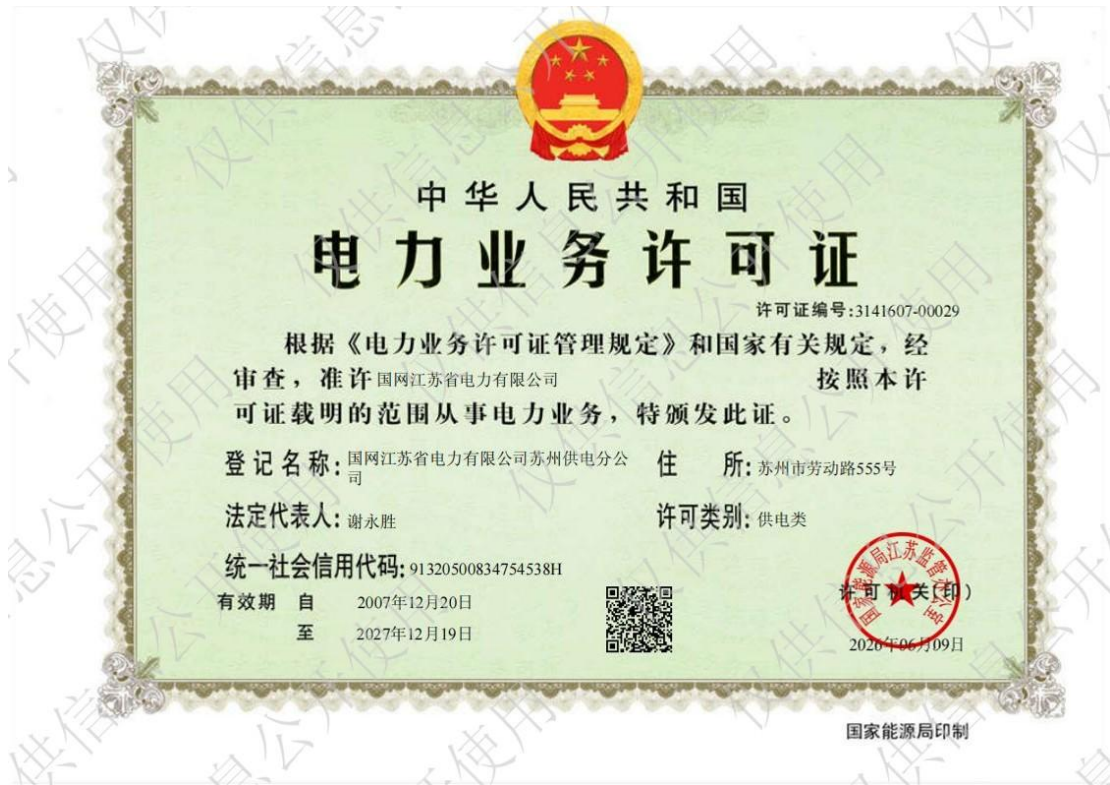 中华人民共和国
电力业务许可证
许可证编号:3141607-00029
根据《电力业务许可证管理规定》和国家有关规定，经
审查，准许国网江苏省电力有限公司 按照本许
可证载明的范围从事电力业务，特颁发此证。
登记名称:国网江苏省电力有限公司苏州供电分公
司
住 所:苏州市劳动路555号
法定代表人:谢永胜
许可类别:供电类
统一社会信用代码:91320500834754538H
有效期 自 2007年12月20日
至 2027年12月19日
国家能源局江苏监管办公室
许可机关(印)
2026年06月09日
国家能源局印制
仅供信息公开使用